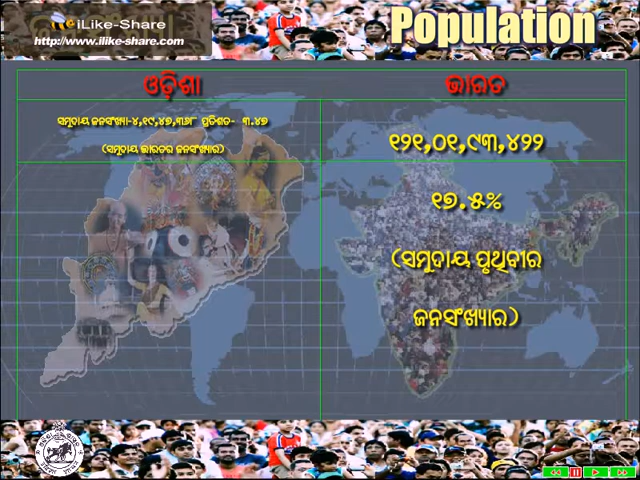 iLike-Share
http://www.ilike-share.com
Population
ଓଡ଼ିଶା
ଭାରତ
ସମୁଦାୟ ଜନସଂଖ୍ୟା-୪,୧୯,୪୭,୩୬୮ ପ୍ରତିଶତ- ୩.୪୭
(ସମୁଦାୟ ଭାରତର ଜନସଂଖ୍ୟାର)
୧୨୧,୦୧,୯୩,୪୨୨
୧୭.୫%
(ସମୁଦାୟ ପୃଥିବୀର
ଜନସଂଖ୍ୟାର)